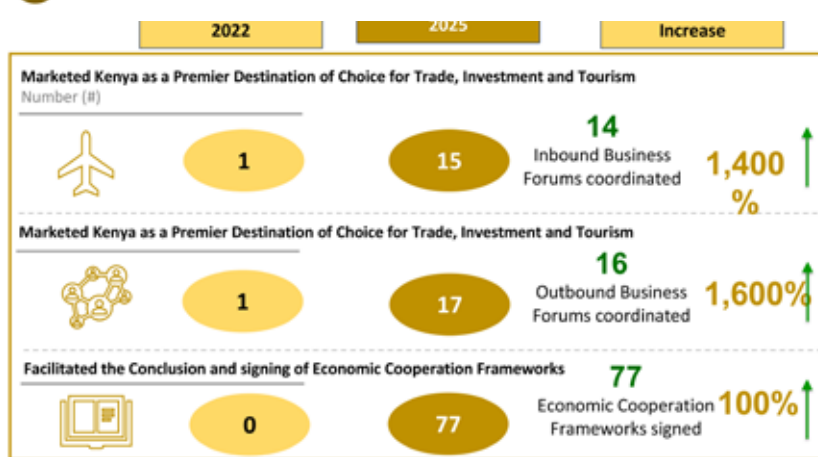 2022 2025 Increase
Marketed Kenya as a Premier Destination of Choice for Trade, Investment and Tourism
Number (#)
1 15 14
Inbound Business
Forums coordinated
1,400
%
Marketed Kenya as a Premier Destination of Choice for Trade, Investment and Tourism
1 17 16
Outbound Business
Forums coordinated
1,600%
Facilitated the Conclusion and signing of Economic Cooperation Frameworks
0 77 77
Economic Cooperation
Frameworks signed
100%